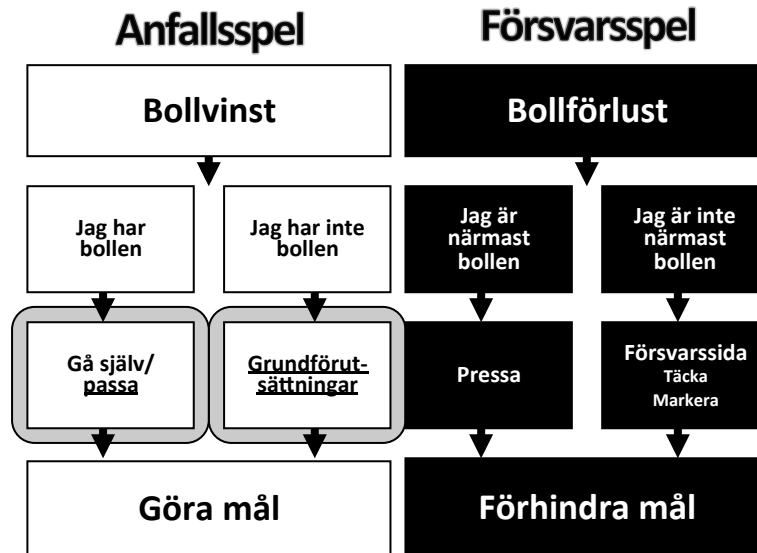 Anfallsspel
Försvarsspel
Bollvinst
Bollförlust
Jag har
bollen
Jag har inte
bollen
Jag är
närmast
bollen
Jag är inte
närmast
bollen
Gå själv/
passa
Grundförut-
sättningar
Pressa
Försvarssida
Täcka
Markera
Göra mål
Förhindra mål